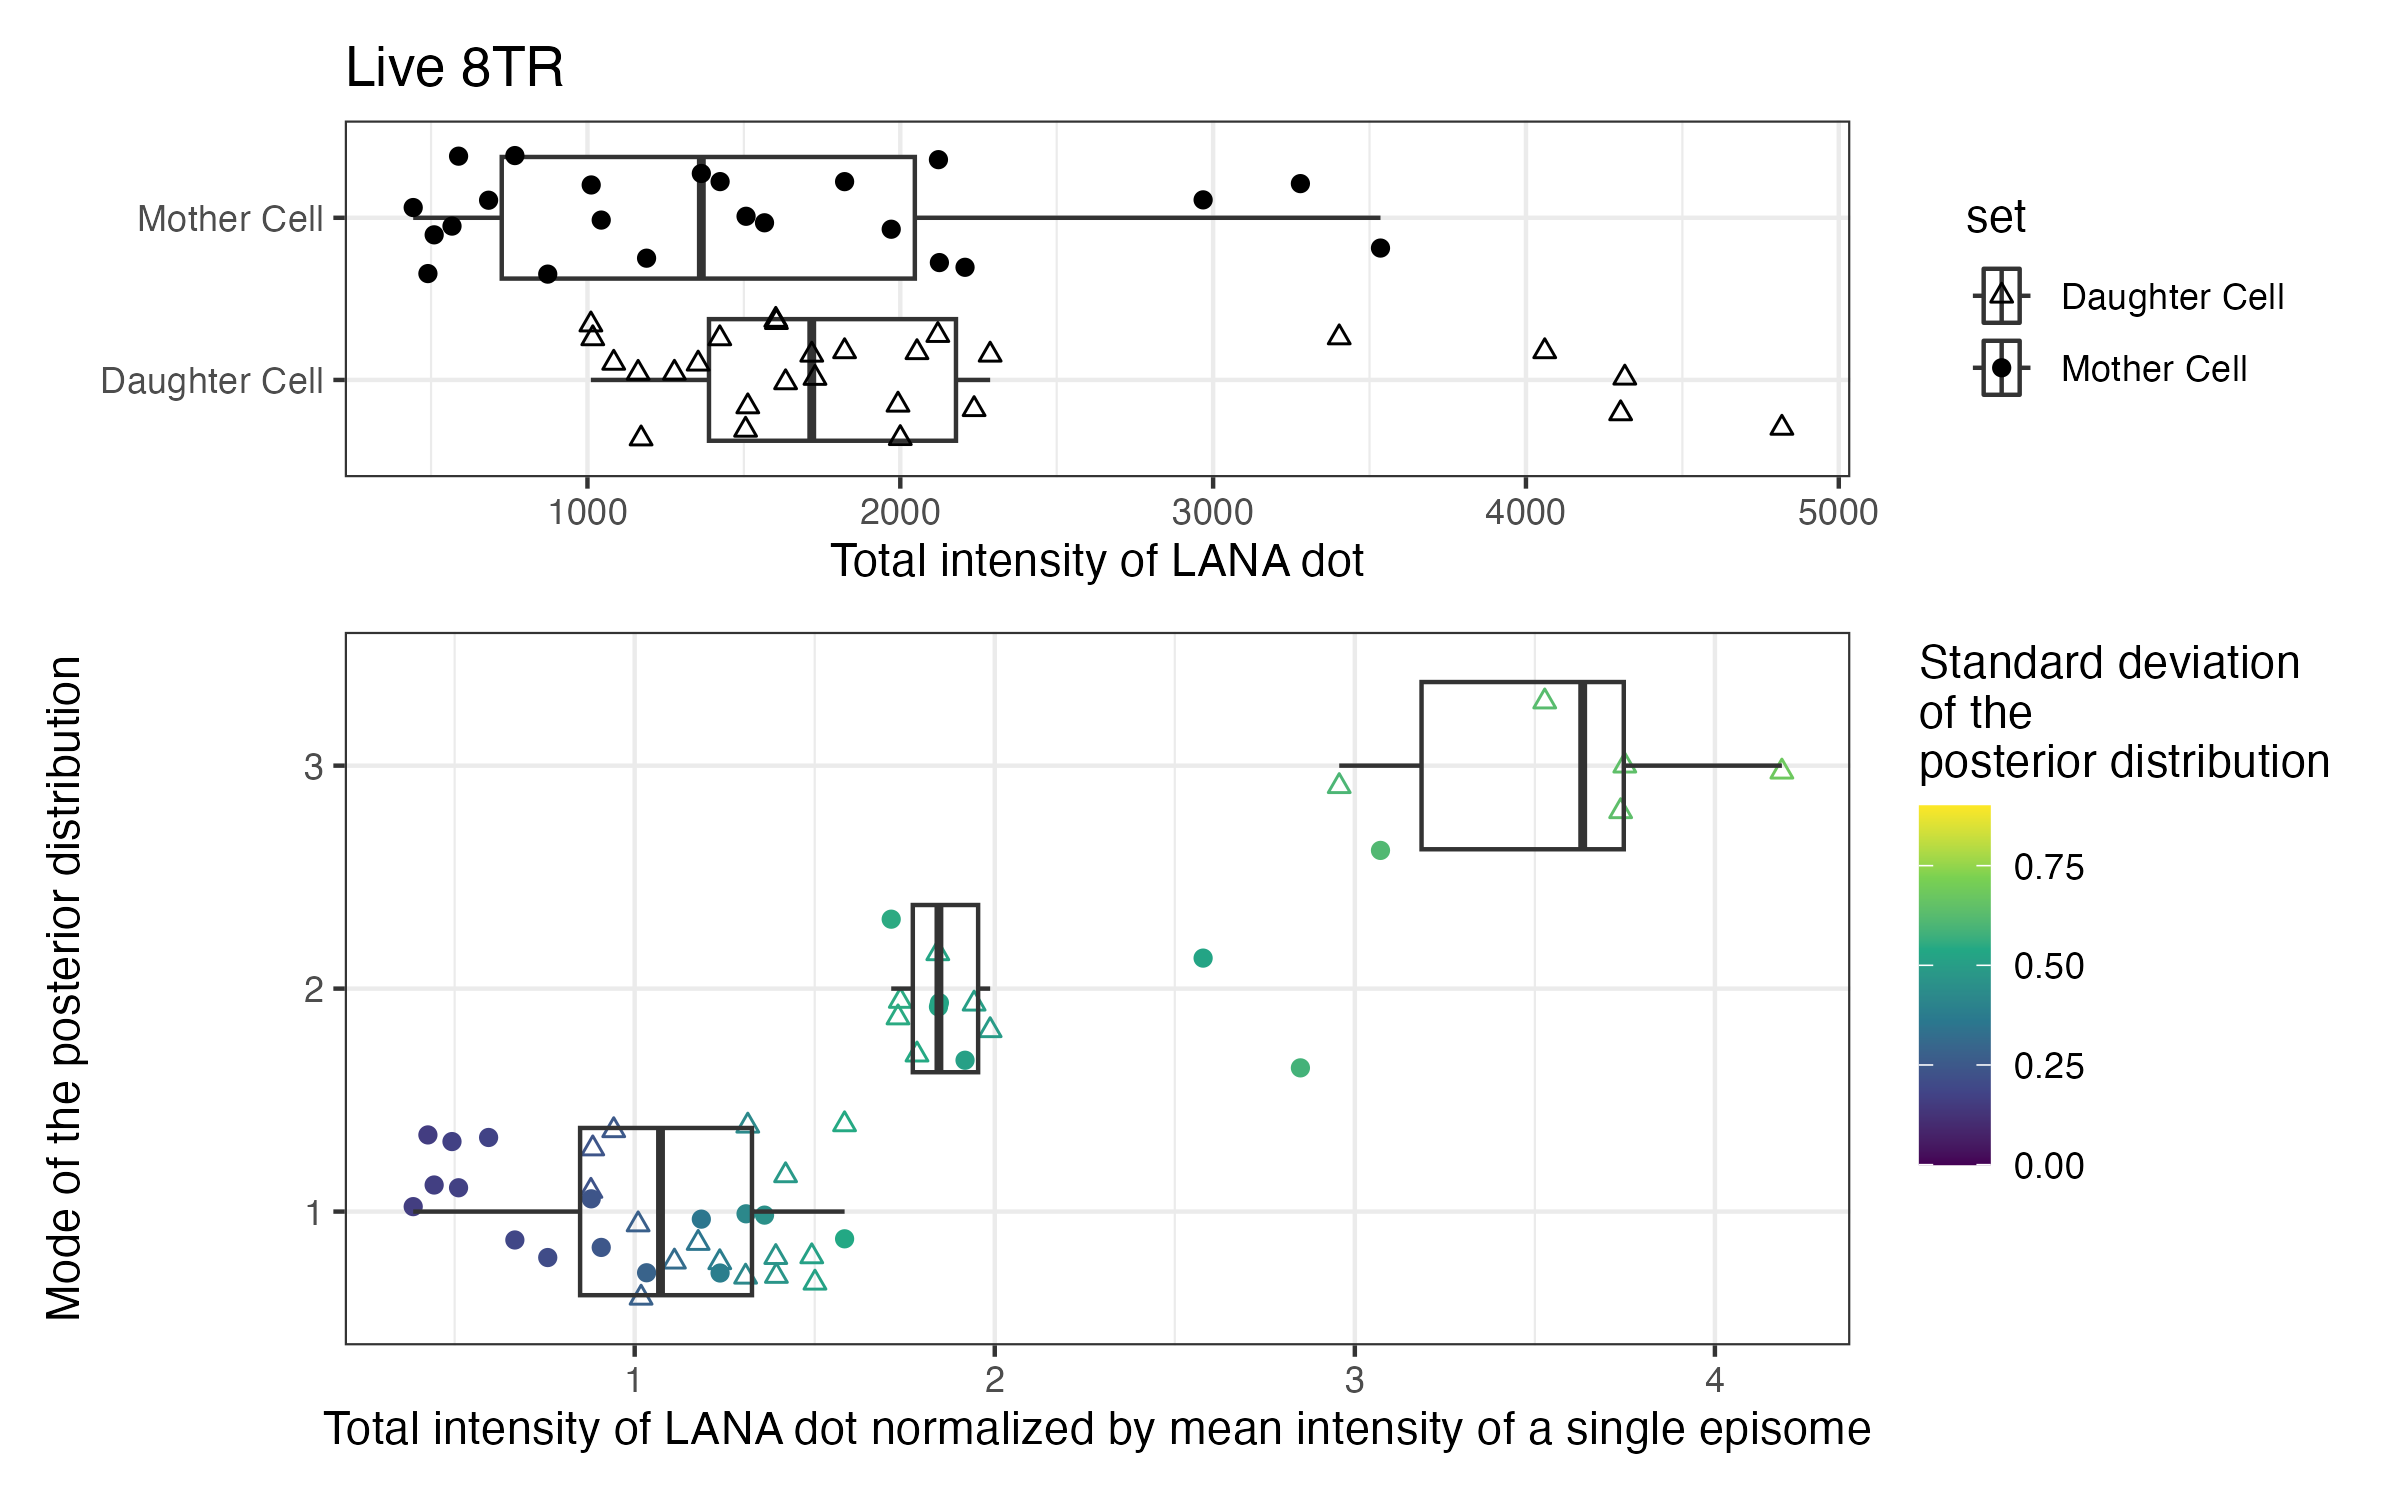 Live 8TR
Mother Cell
Daughter Cell
1000 2000 3000 4000 5000
Total intensity of LANA dot
set
Daughter Cell
Mother Cell
Mode of the posterior distribution
3
2
1
1 2 3 4
Total intensity of LANA dot normalized by mean intensity of a single episome
Standard deviation
of the
posterior distribution
0.75
0.50
0.25
0.00